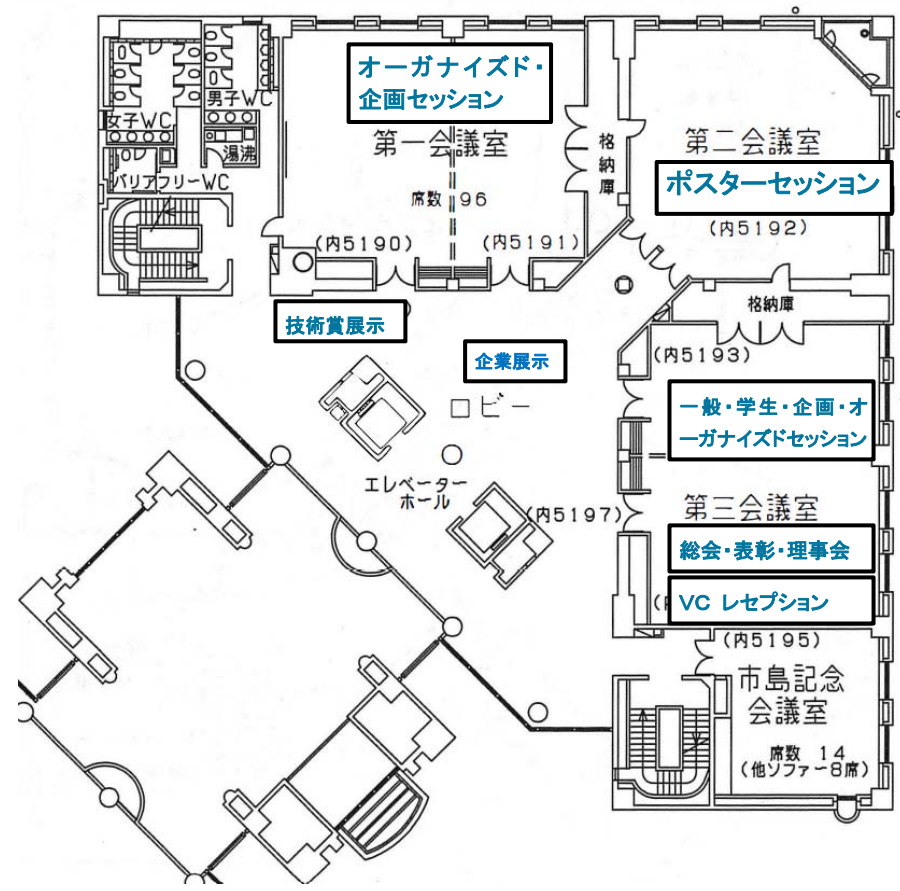 オーガナイズド・
企画セッション
男子WC
女子WC
湯沸
バリアフリーWC
第一会議室
席数 96
(内5190)
(内5191)
格納庫
第二会議室
ポスターセッション
(内5192)
格納庫
技術賞展示
企業展示
ロビー
エレベーター
ホール
(内5197)
(内5193)
一般・学生・企画・オ
ーガナイズドセッション
第三会議室
総会・表彰・理事会
VC レセプション
(内5195)
市島記念
会議室
席数 14
(他ソファー8席)